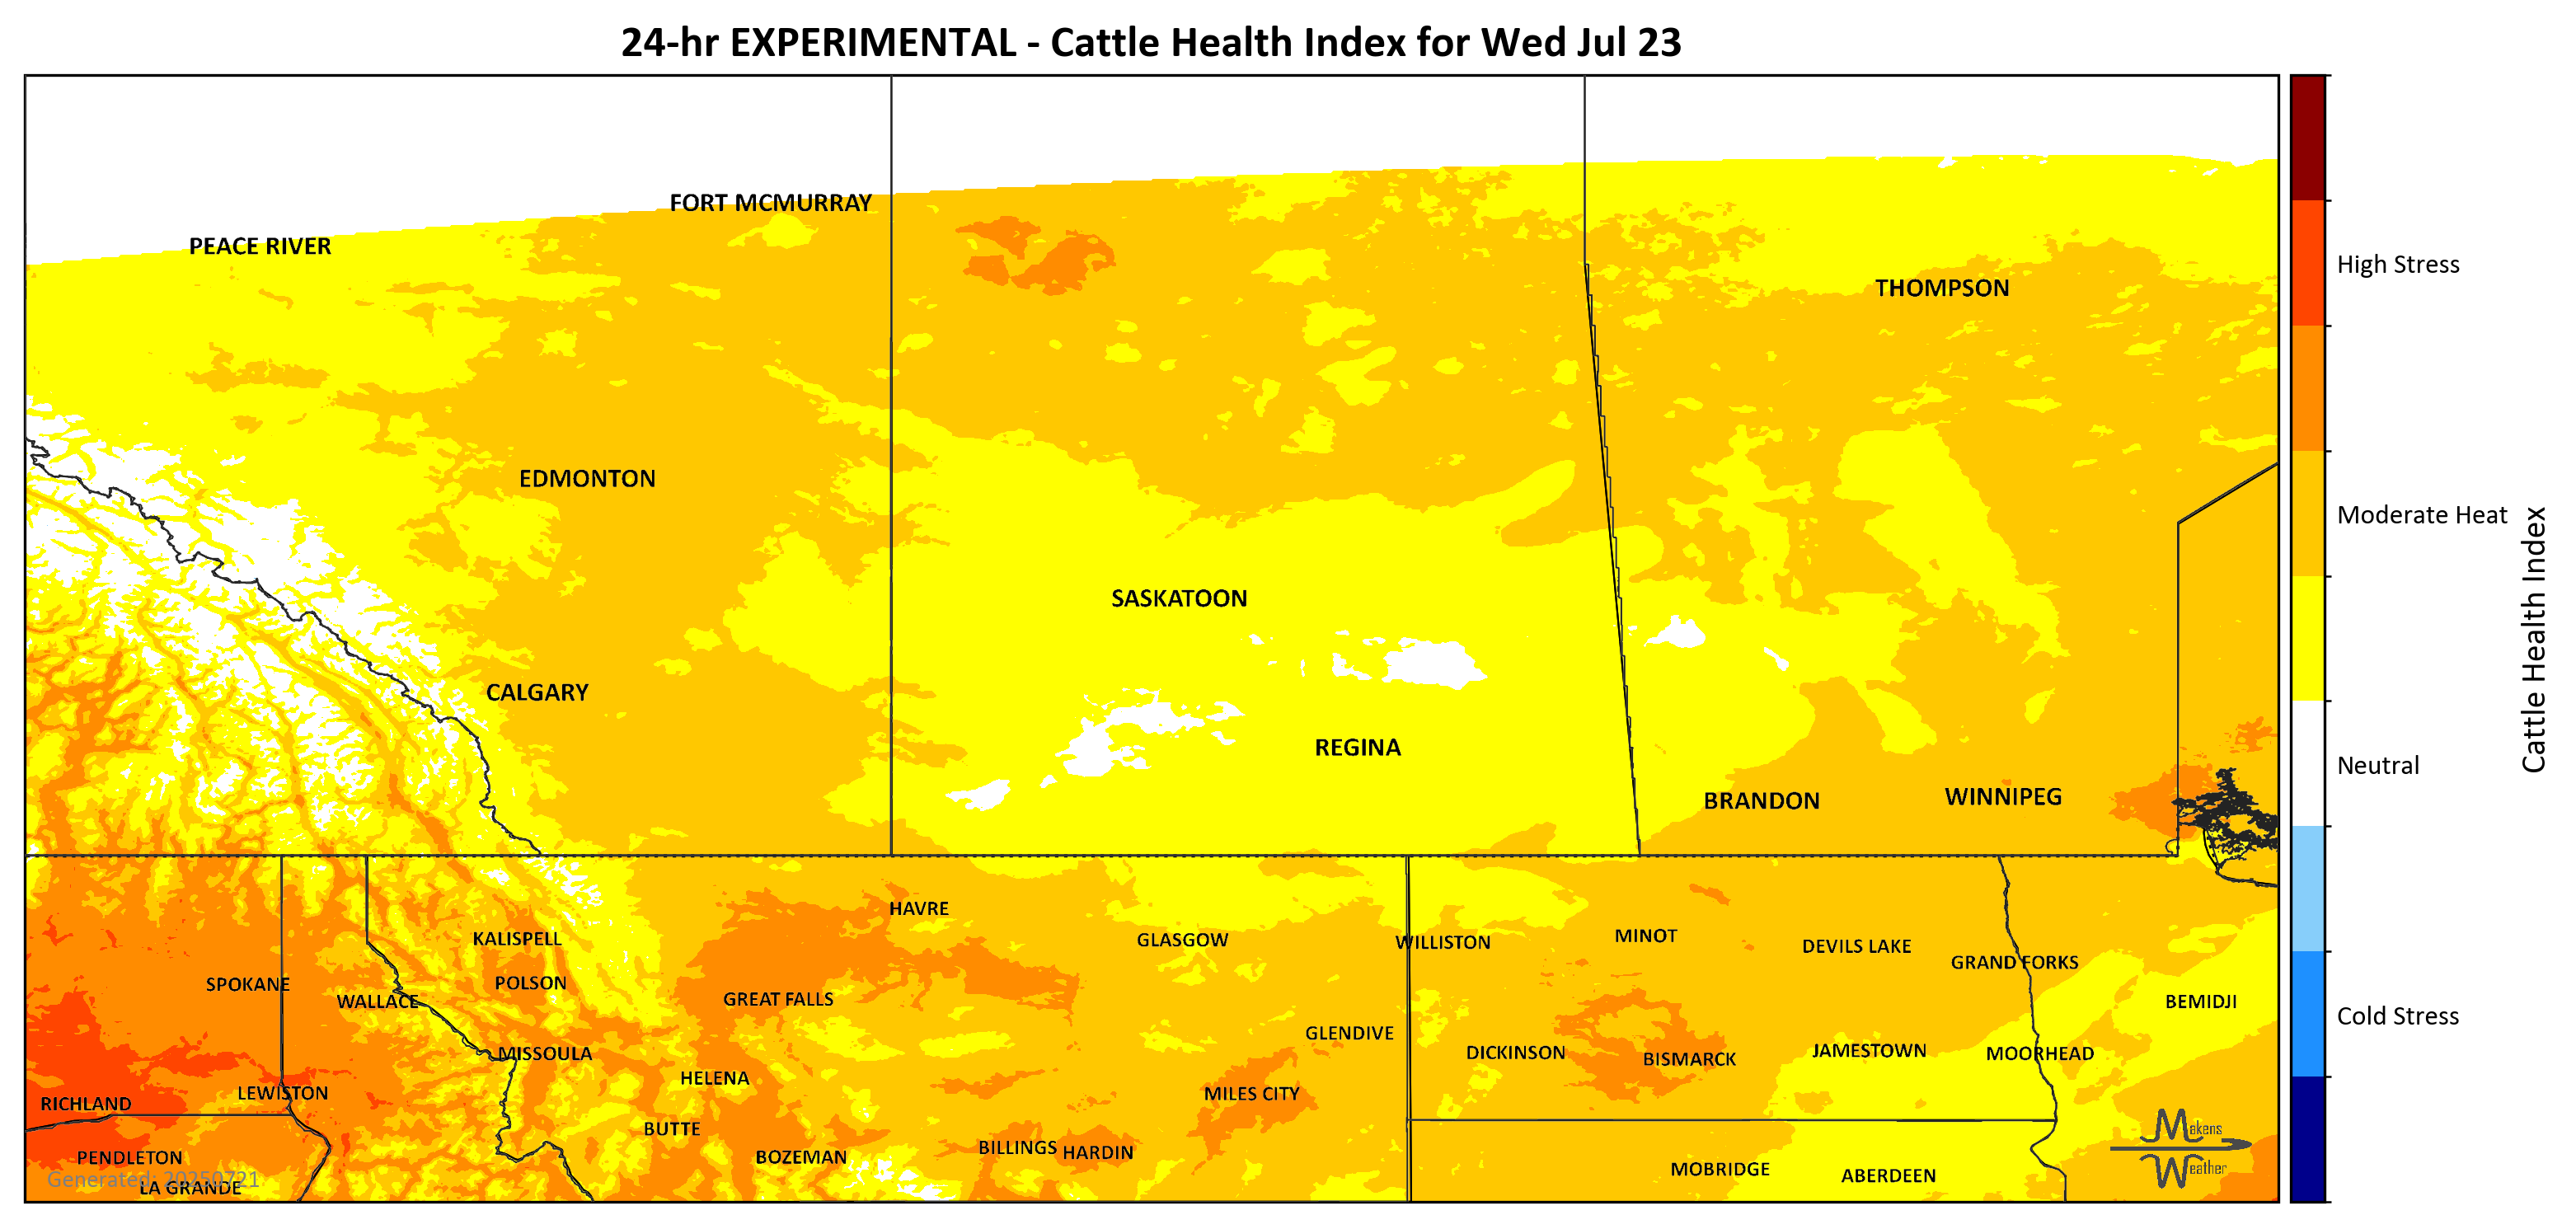 24-hr EXPERIMENTAL - Cattle Health Index for Wed Jul 23
FORT MCMURRAY
PEACE RIVER
THOMPSON
EDMONTON
SASKATOON
CALGARY
REGINA
BRANDON
WINNIPEG
HAVRE
KALISPELL
GLASGOW
WILLISTON
MINOT
DEVILS LAKE
GRAND FORKS
SPOKANE
POLSON
WALLACE
GREAT FALLS
BEMIDJI
GLENDIVE
MISSOULA
DICKINSON
BISMARCK
JAMESTOWN
MOORHEAD
HELENA
RICHLAND
LEWISTON
MILES CITY
BUTTE
BILLINGS
HARDIN
PENDLETON
BOZEMAN
MOBRIDGE
ABERDEEN
Generated: 20250721
LA GRANDE
Makens
Weather
High Stress
Moderate Heat
Neutral
Cold Stress
Cattle Health Index